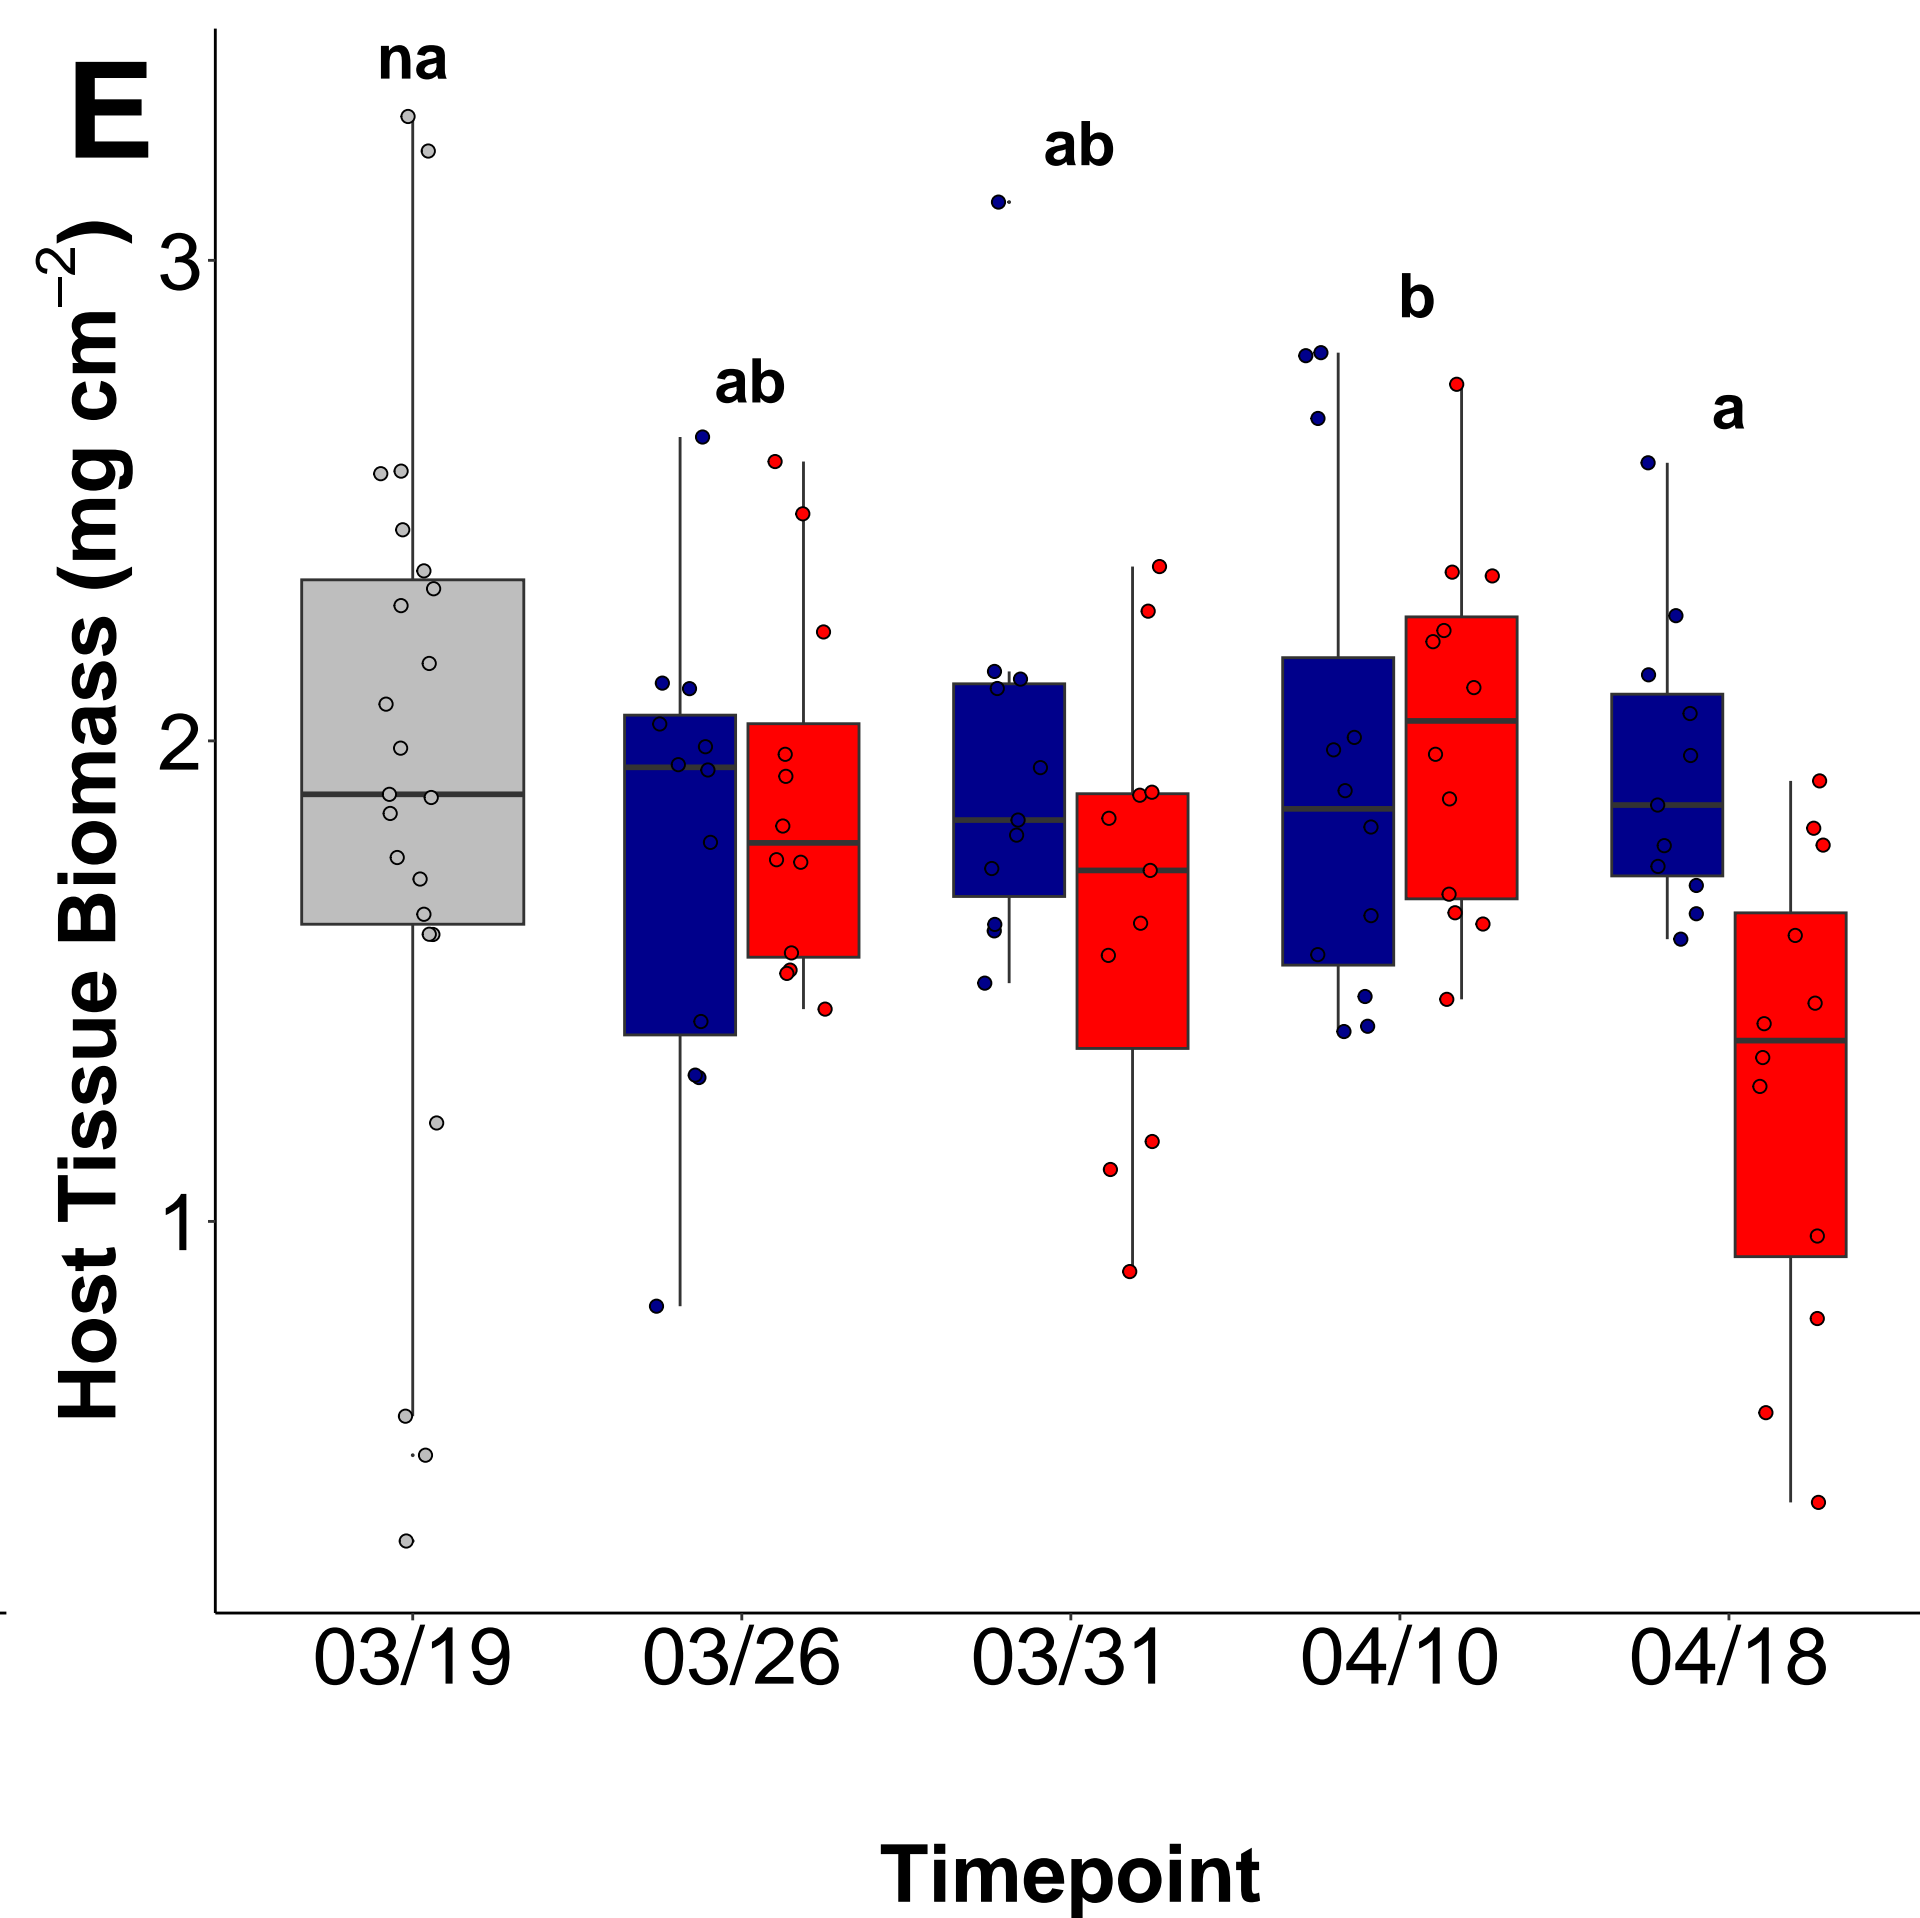 E
Host Tissue Biomass (mg cm⁻²)
na
ab
ab
b
a
3
2
1
03/19
03/26
03/31
04/10
04/18
Timepoint